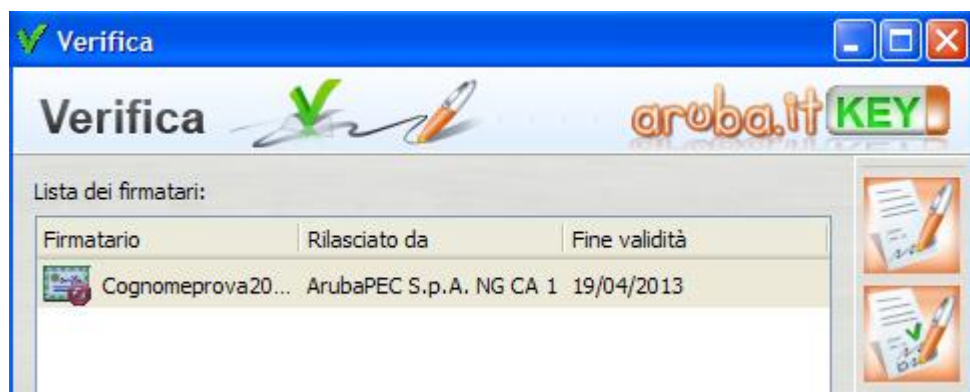 Verifica
Verifica aruba.it KEY
Lista dei firmatari:
Firmatario Rilasciato da Fine validità
Cognomeprova20... ArubaPEC S.p.A. NG CA 1 19/04/2013